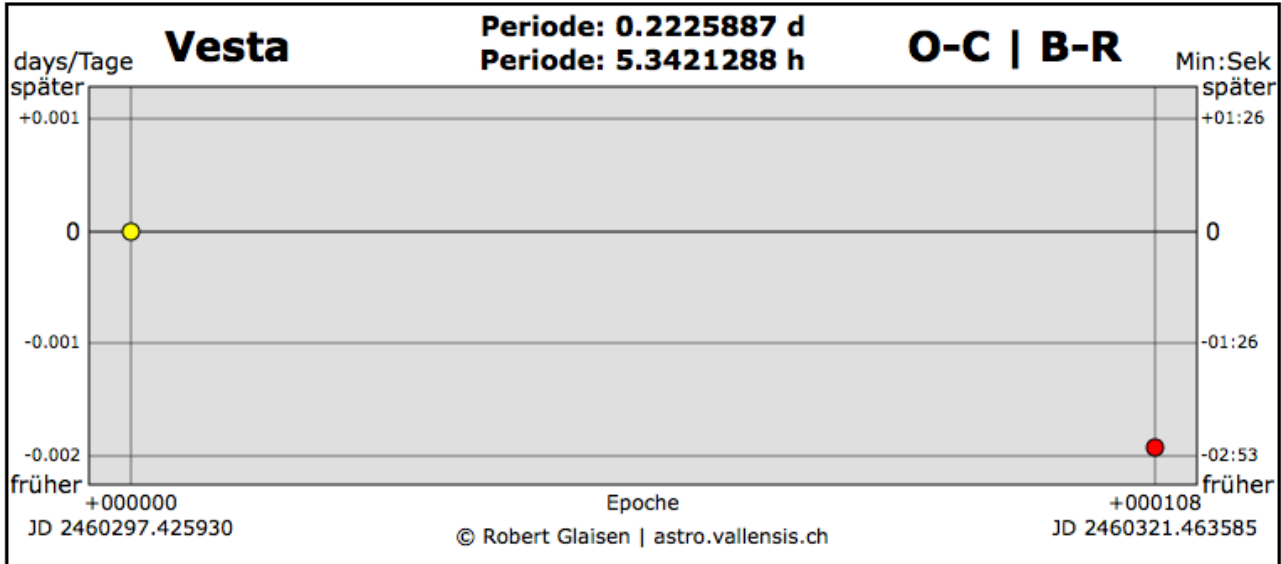 Vesta
Periode: 0.2225887 d
Periode: 5.3421288 h
O-C | B-R
days/Tage
Min:Sek
später
später
+0.001
+01:26
0
0
-0.001
-01:26
-0.002
-02:53
früher
früher
+000000
Epoche
+000108
JD 2460297.425930
© Robert Glaisen | astro.vallensis.ch
JD 2460321.463585